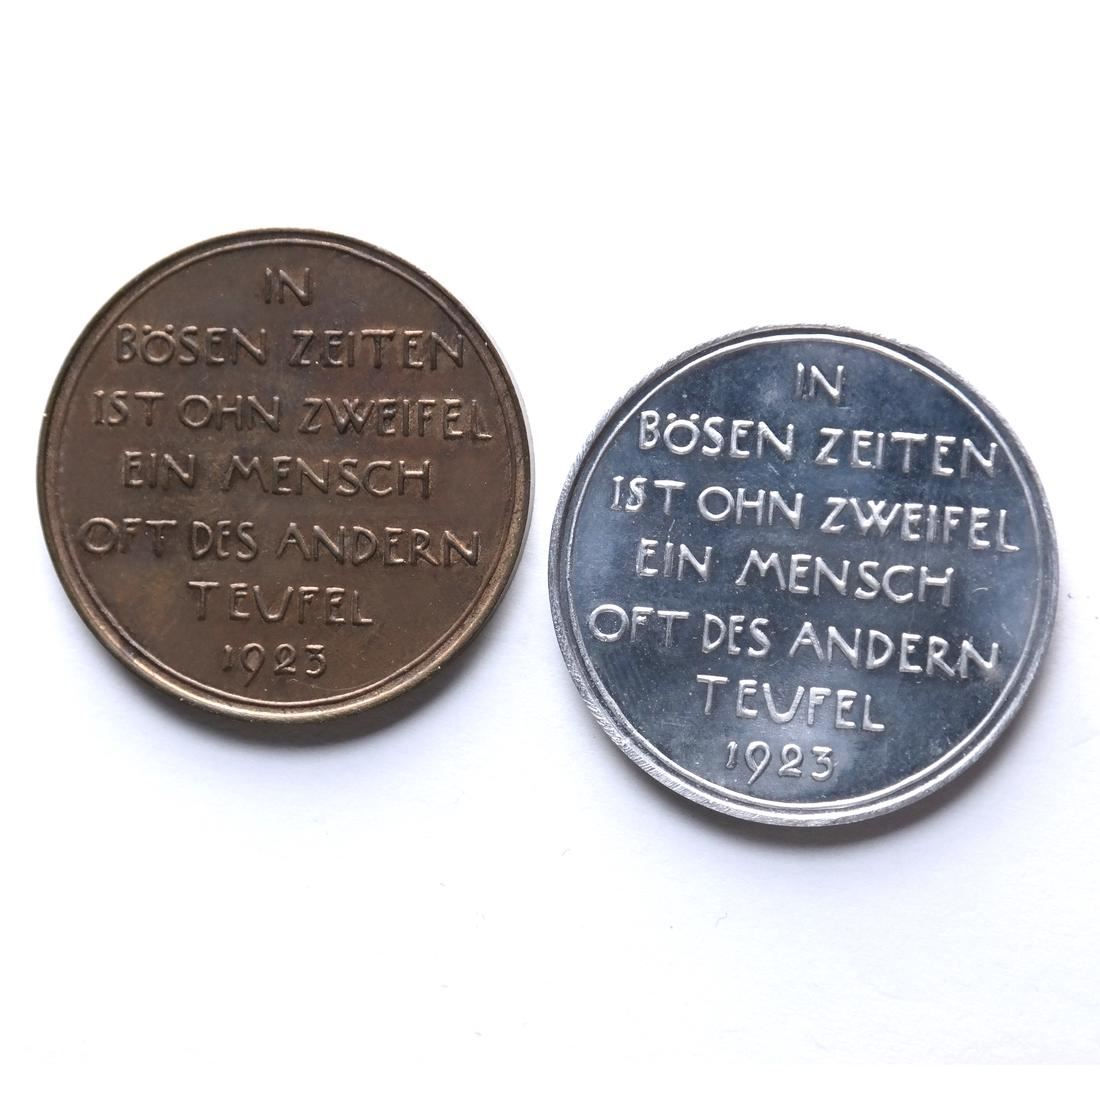 IN
BÖSEN ZEITEN
IST OHN ZWEIFEL
EIN MENSCH
OFT DES ANDERN
TEUFEL
1923
IN
BÖSEN ZEITEN
IST OHN ZWEIFEL
EIN MENSCH
OFT DES ANDERN
TEUFEL
1923